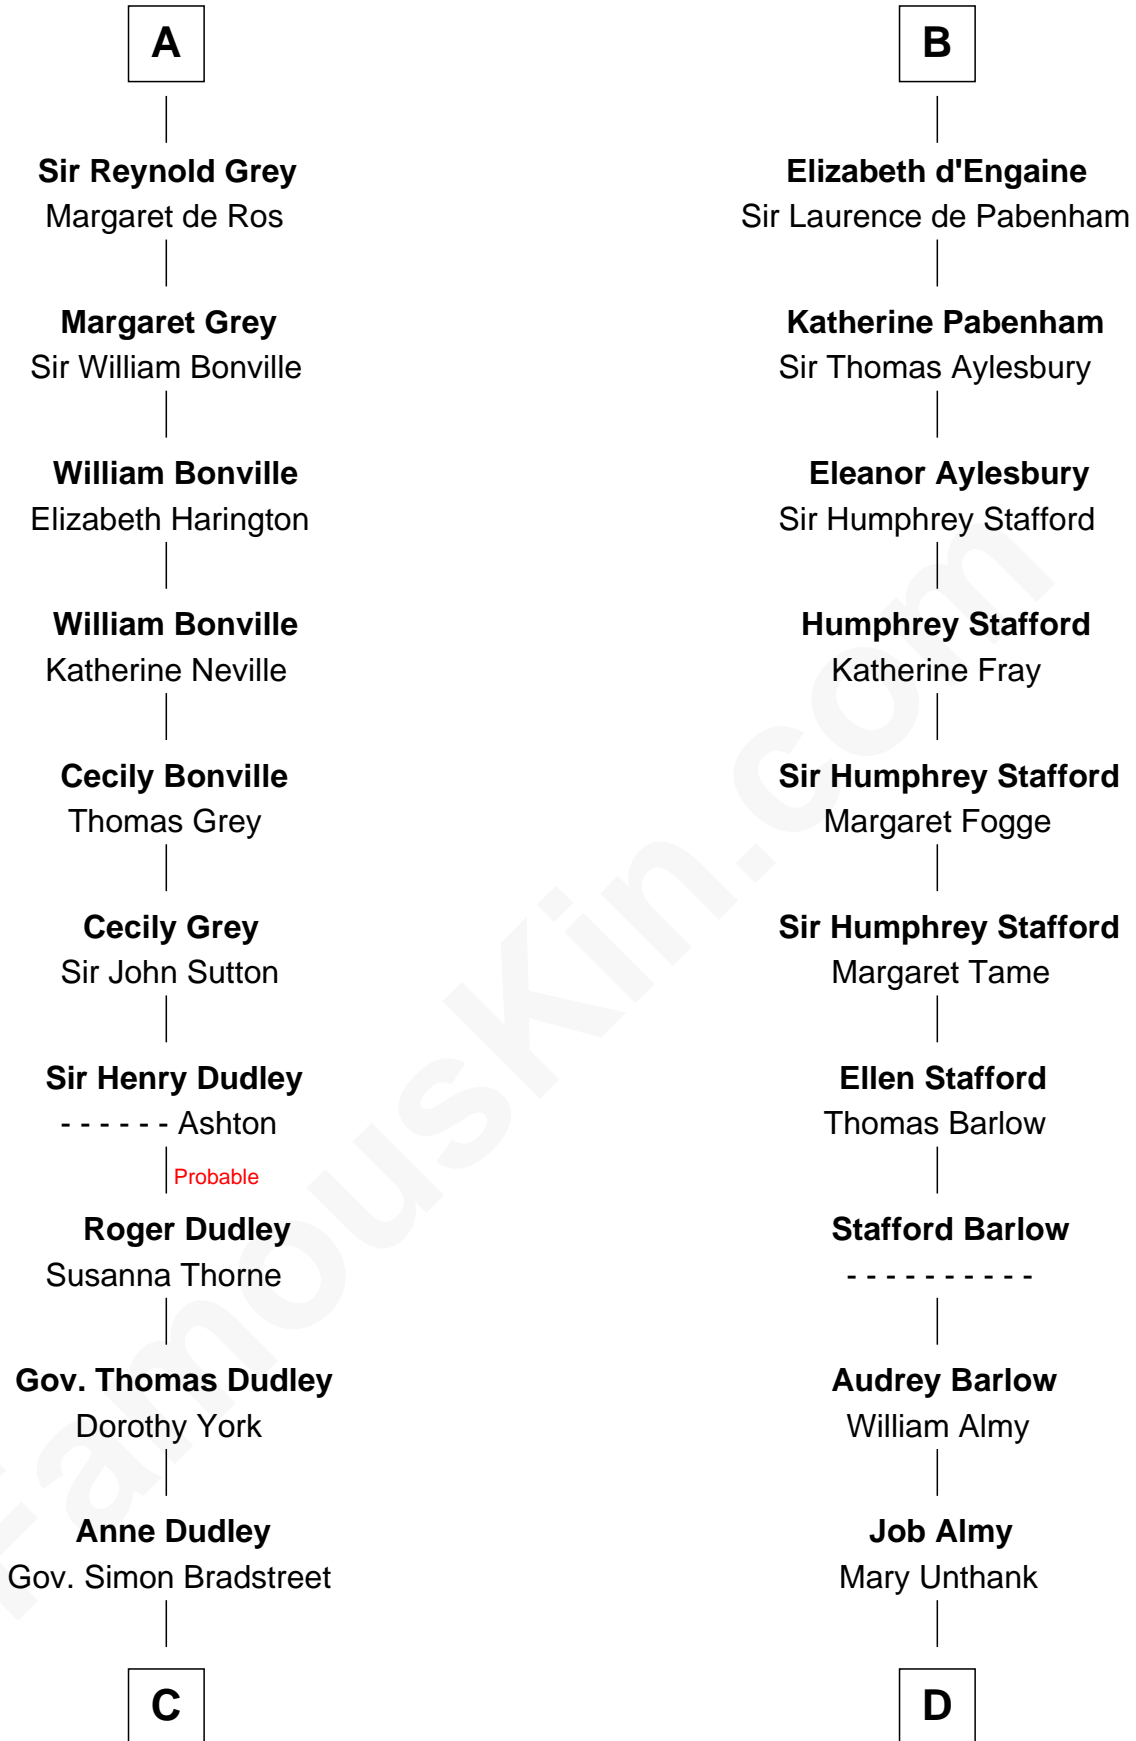 A
Sir Reynold Grey
Margaret de Ros
Margaret Grey
Sir William Bonville
William Bonville
Elizabeth Harington
William Bonville
Katherine Neville
Cecily Bonville
Thomas Grey
Cecily Grey
Sir John Sutton
Sir Henry Dudley
- - - - - - Ashton
Probable
Roger Dudley
Susanna Thorne
Gov. Thomas Dudley
Dorothy York
Anne Dudley
Gov. Simon Bradstreet
C
B
Elizabeth d'Engaine
Sir Laurence de Pabenham
Katherine Pabenham
Sir Thomas Aylesbury
Eleanor Aylesbury
Sir Humphrey Stafford
Humphrey Stafford
Katherine Fray
Sir Humphrey Stafford
Margaret Fogge
Sir Humphrey Stafford
Margaret Tame
Ellen Stafford
Thomas Barlow
Stafford Barlow
- - - - - - - - - -
Audrey Barlow
William Almy
Job Almy
Mary Unthank
D
FamousKin.com